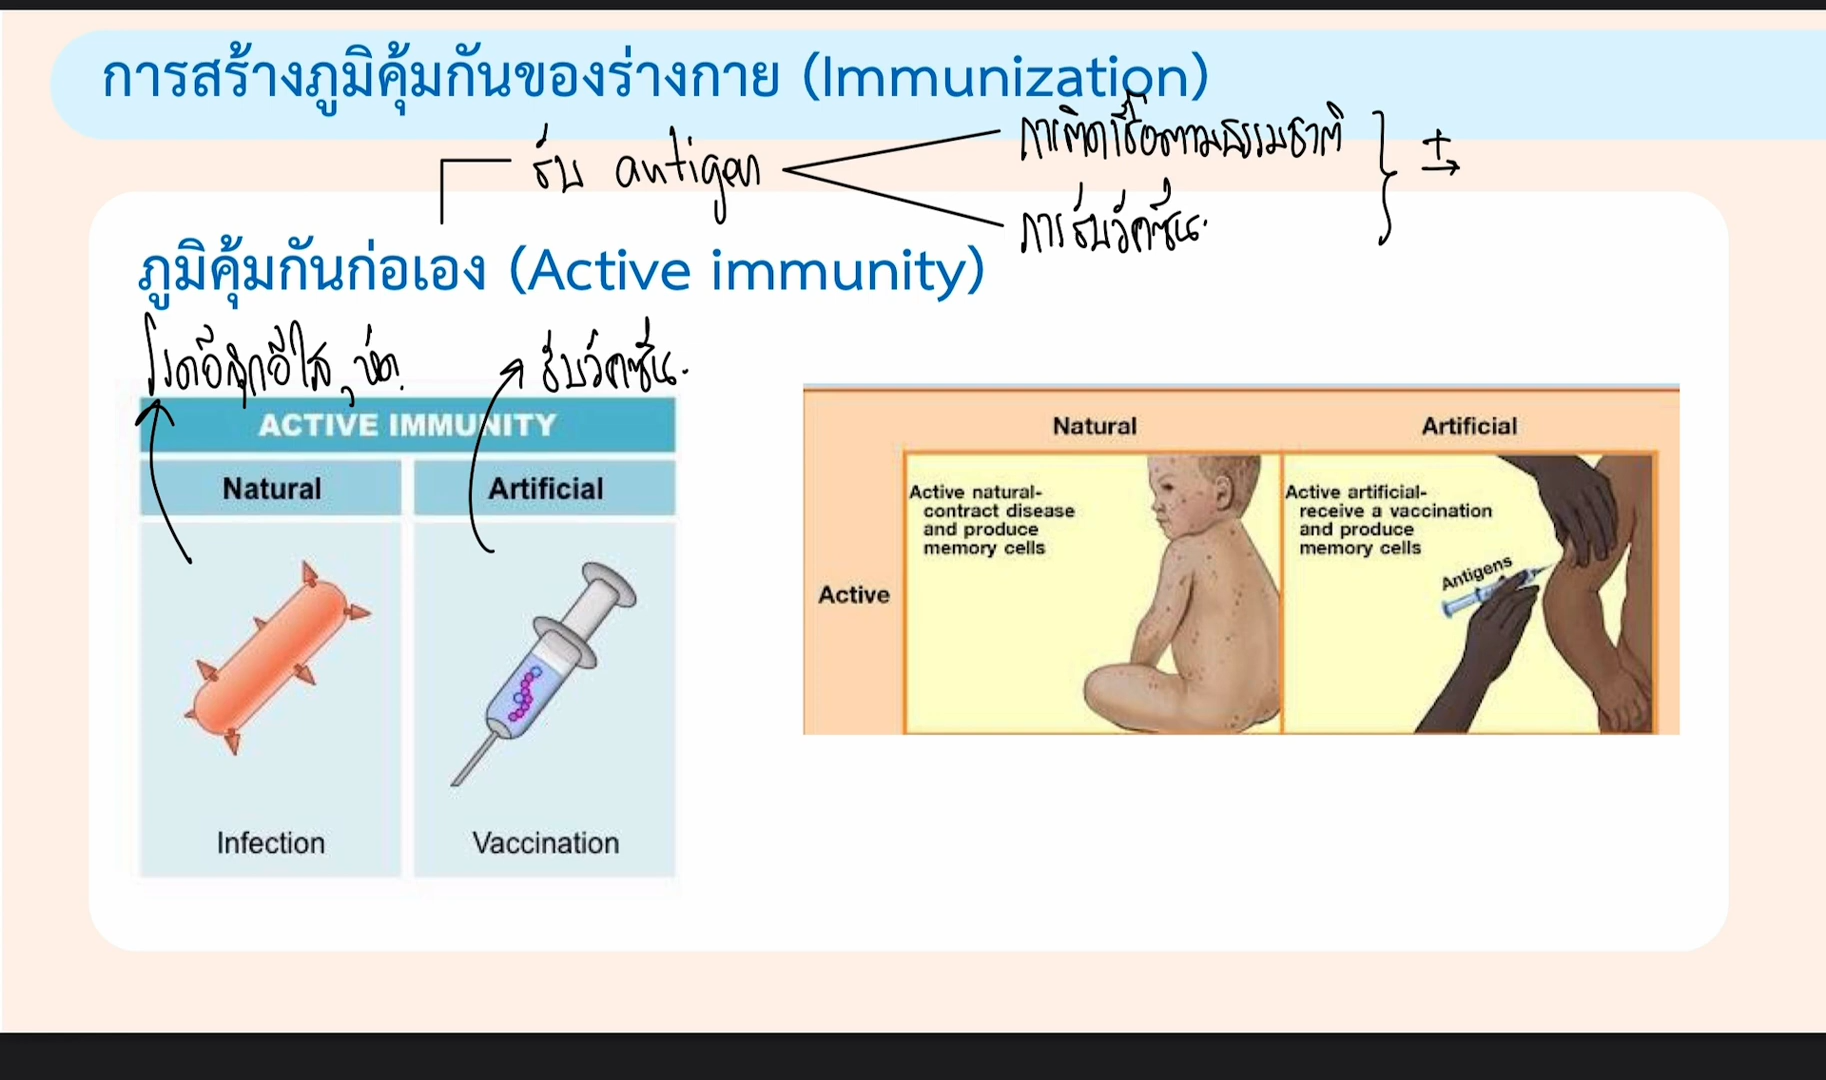 การสร้างภูมิคุ้มกันของร่างกาย (Immunization)
รับ antigen
การติดเชื้อตามธรรมชาติ
การรับวัคซีน
ภูมิคุ้มกันก่อเอง (Active immunity)
โรคอีสุกอีใส, หัด
รับวัคซีน
ACTIVE IMMUNITY
Natural
Artificial
Infection
Vaccination
Natural
Artificial
Active
Active natural-
contract disease
and produce
memory cells
Active artificial-
receive a vaccination
and produce
memory cells
Antigens